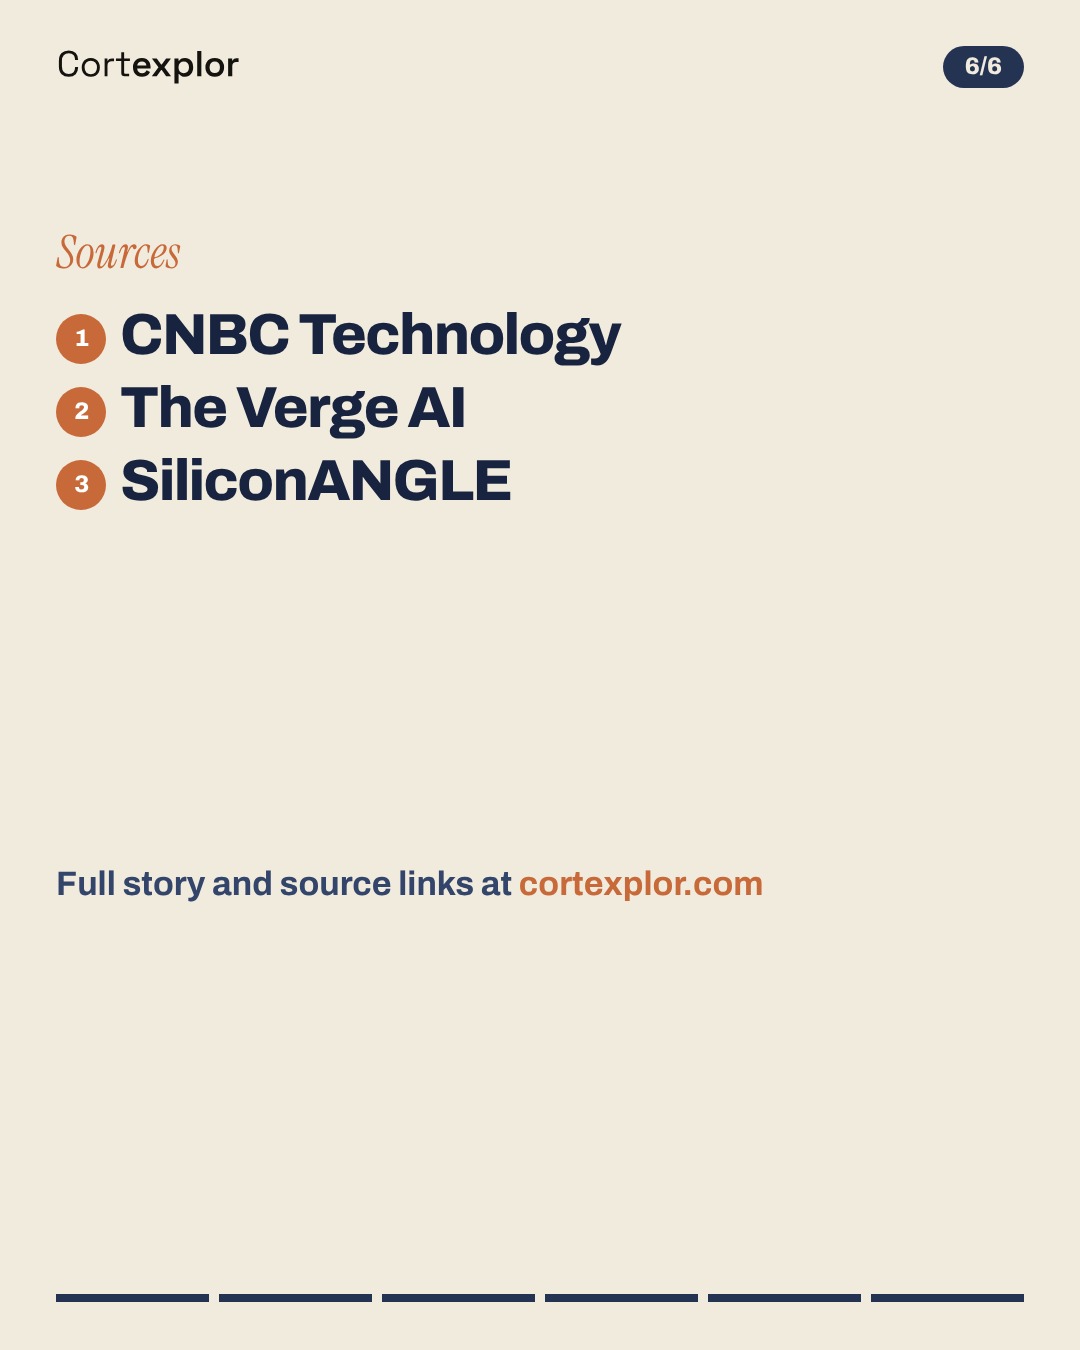 Cortexplor
6/6
Sources
1 CNBC Technology
2 The Verge AI
3 SiliconANGLE
Full story and source links at cortexplor.com